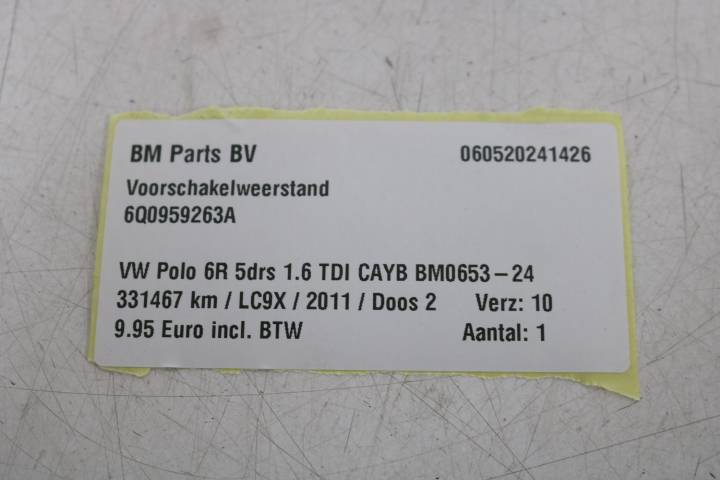 BM Parts BV 060520241426
Voorschakelweerstand
6Q0959263A
VW Polo 6R 5drs 1.6 TDI CAYB BM0653-24
331467 km / LC9X / 2011 / Doos 2 Verz: 10
9.95 Euro incl. BTW Aantal: 1